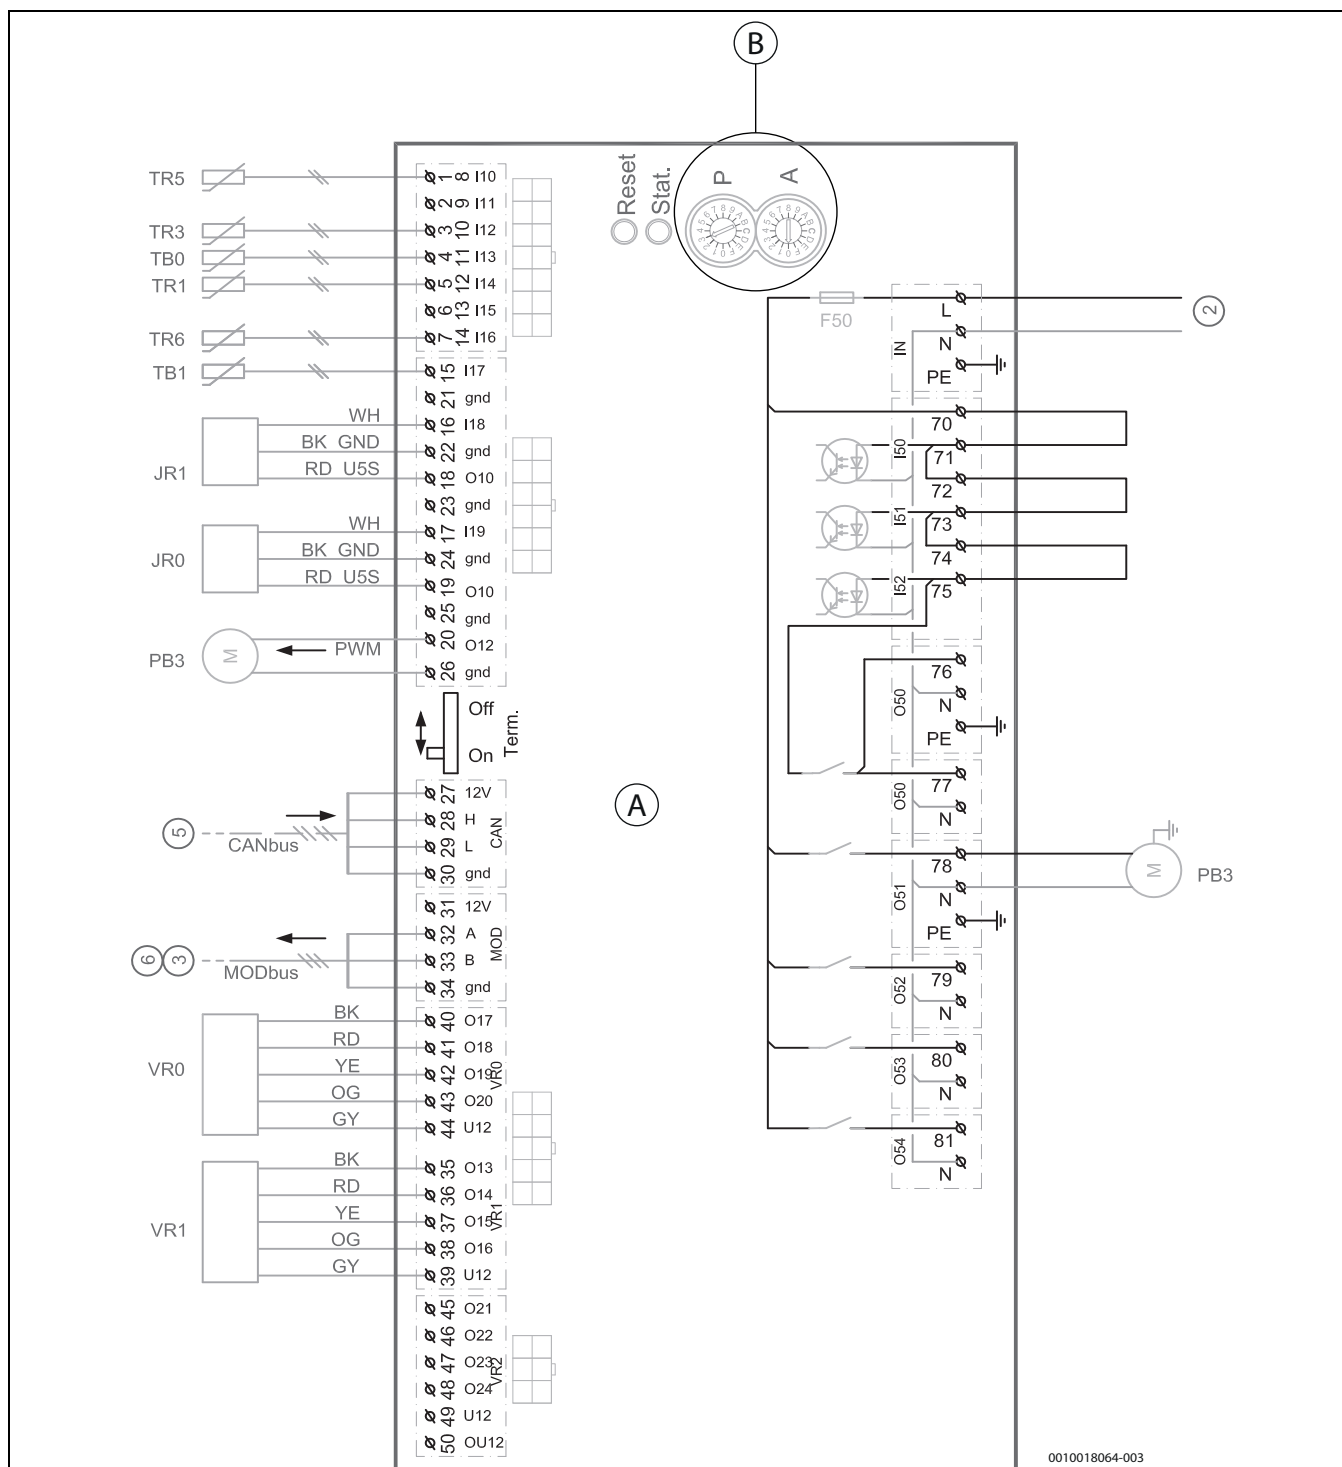 B
Reset
Stat.
P
A
TR5
1 8 I10
2 9 I11
TR3
3 10 I12
TB0
4 11 I13
TR1
5 12 I14
6 13 I15
TR6
7 14 I16
TB1
15 I17
21 gnd
WH
16 I18
BK GND
22 gnd
JR1
RD U5S
18 O10
23 gnd
WH
17 I19
BK GND
24 gnd
JR0
RD U5S
19 O10
25 gnd
PB3
M
PWM
20 O12
26 gnd
Off
On
Term.
A
27 12V
28 H
29 L
30 gnd
CAN
5
CANbus
31 12V
32 A
33 B
34 gnd
MOD
6
3
MODbus
VR0
BK
40 O17
RD
41 O18
YE
42 O19
OG
43 O20
GY
44 U12
VR0
VR1
BK
35 O13
RD
36 O14
YE
37 O15
OG
38 O16
GY
39 U12
VR1
45 O21
46 O22
47 O23
48 O24
49 U12
50 OU12
VR2
F50
IN
L
N
PE
2
I50
70
71
72
I51
73
74
I52
75
O50
76
N
PE
O50
77
N
O51
78
N
PE
M
PB3
O52
79
N
O53
80
N
O54
81
N
0010018064-003